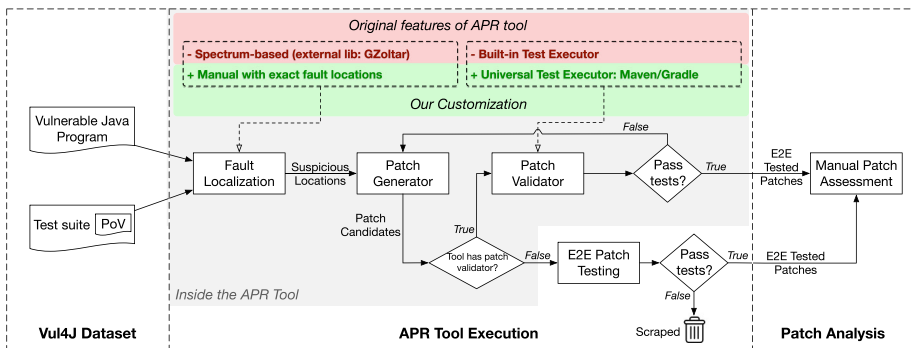 Original features of APR tool
- Spectrum-based (external lib: GZoltar)
+ Manual with exact fault locations
- Built-in Test Executor
+ Universal Test Executor: Maven/Gradle
Our Customization
Vulnerable Java
Program
Test suite
PoV
Fault
Localization
Suspicious
Locations
Patch
Generator
Patch
Validator
False
Pass
tests?
True
E2E
Tested
Patches
Manual Patch
Assessment
Patch
Candidates
True
Tool has patch
validator?
False
E2E Patch
Testing
Pass
tests?
True
E2E Tested
Patches
False
Scraped
Inside the APR Tool
Vul4J Dataset
APR Tool Execution
Patch Analysis